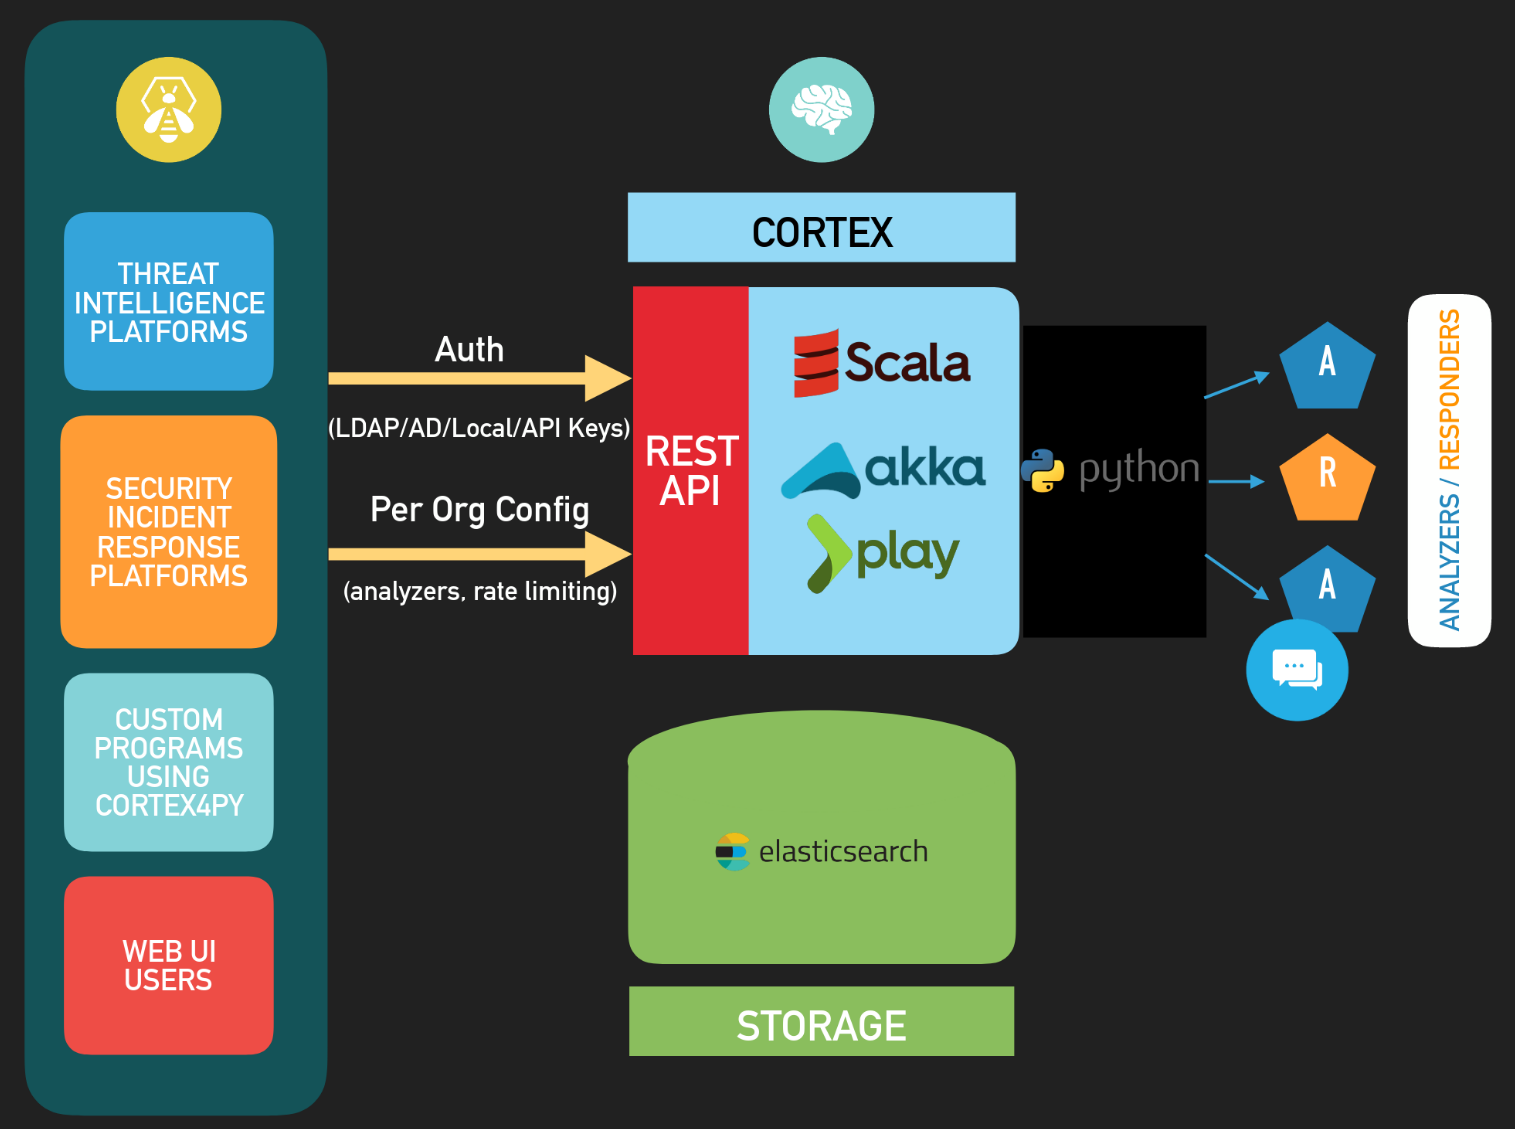 THREAT
INTELLIGENCE
PLATFORMS
SECURITY
INCIDENT
RESPONSE
PLATFORMS
CUSTOM
PROGRAMS
USING
CORTEX4PY
WEB UI
USERS
Auth
(LDAP/AD/Local/API Keys)
Per Org Config
(analyzers, rate limiting)
CORTEX
REST
API
Scala
akka
play
python
A
R
A
ANALYZERS / RESPONDERS
elasticsearch
STORAGE